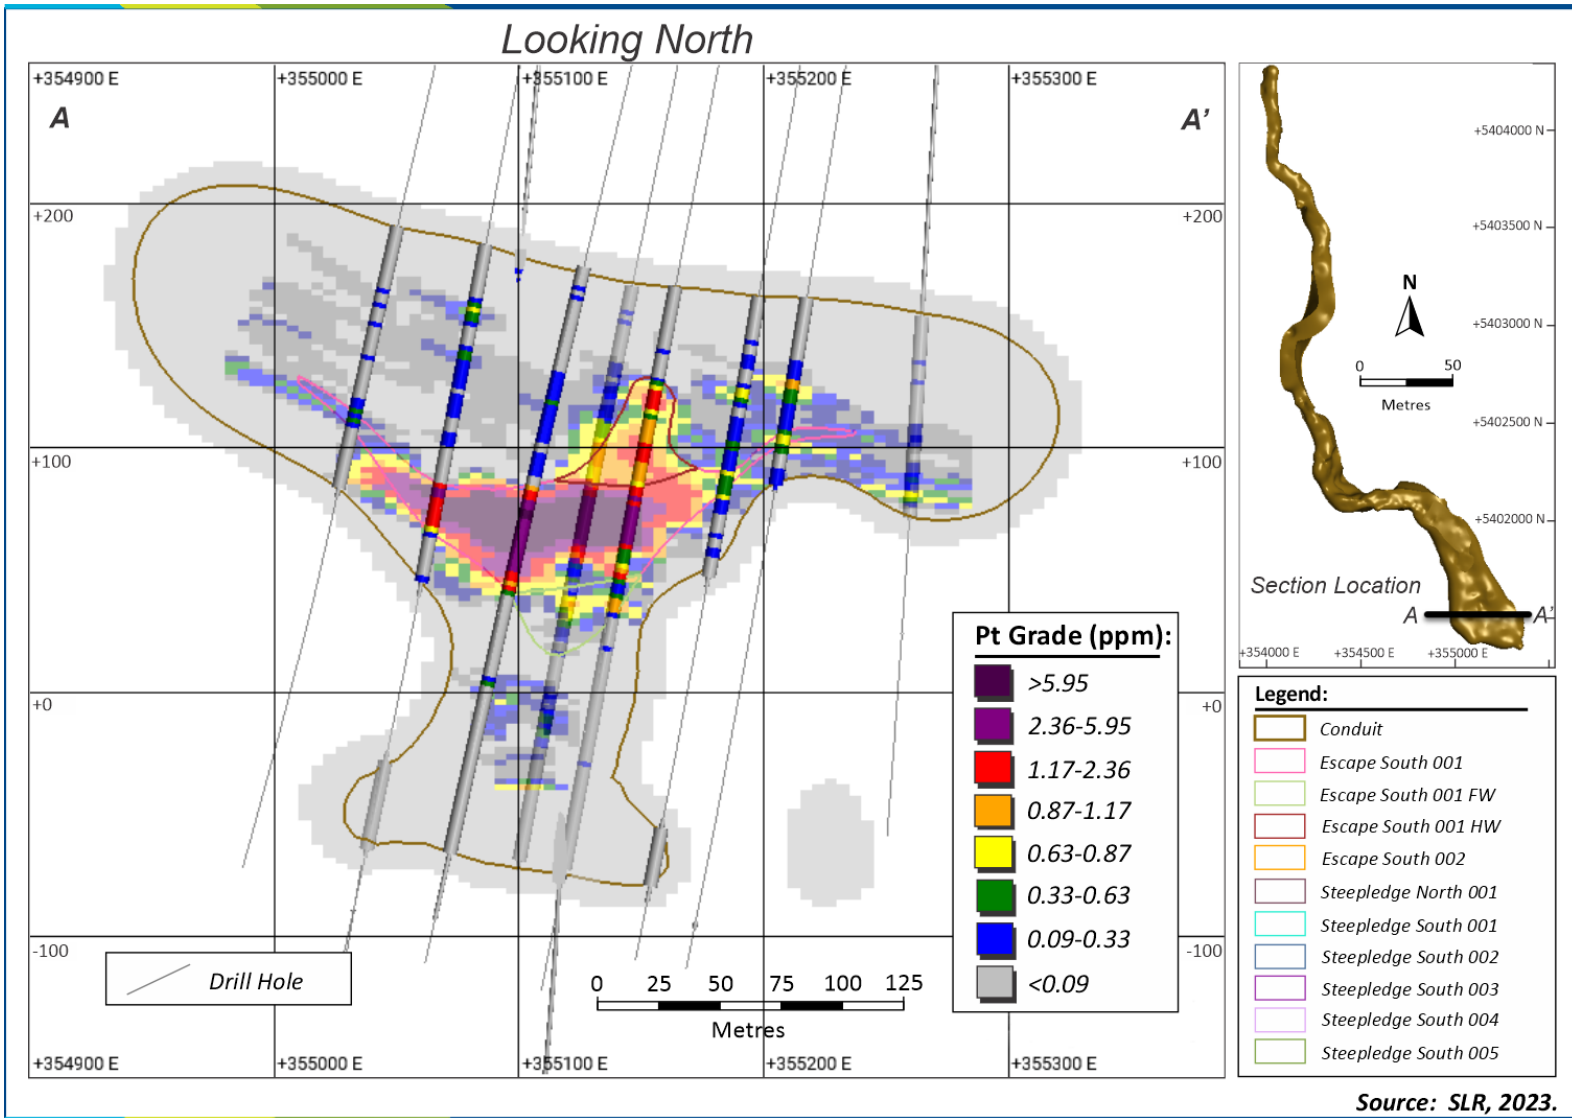 Looking North
+354900 E +355000 E +355100 E +355200 E +355300 E
A A'
+200 +200
+100 +100
+0 +0
-100 -100
Drill Hole
0 25 50 75 100 125
Metres
+354900 E +355000 E +355100 E +355200 E +355300 E
Pt Grade (ppm):
>5.95
2.36-5.95
1.17-2.36
0.87-1.17
0.63-0.87
0.33-0.63
0.09-0.33
<0.09
+5404000 N
+5403500 N
N
+5403000 N
0 50
Metres
+5402500 N
+5402000 N
Section Location
A A'
+354000 E +354500 E +355000 E
Legend:
Conduit
Escape South 001
Escape South 001 FW
Escape South 001 HW
Escape South 002
Steepledge North 001
Steepledge South 001
Steepledge South 002
Steepledge South 003
Steepledge South 004
Steepledge South 005
Source: SLR, 2023.